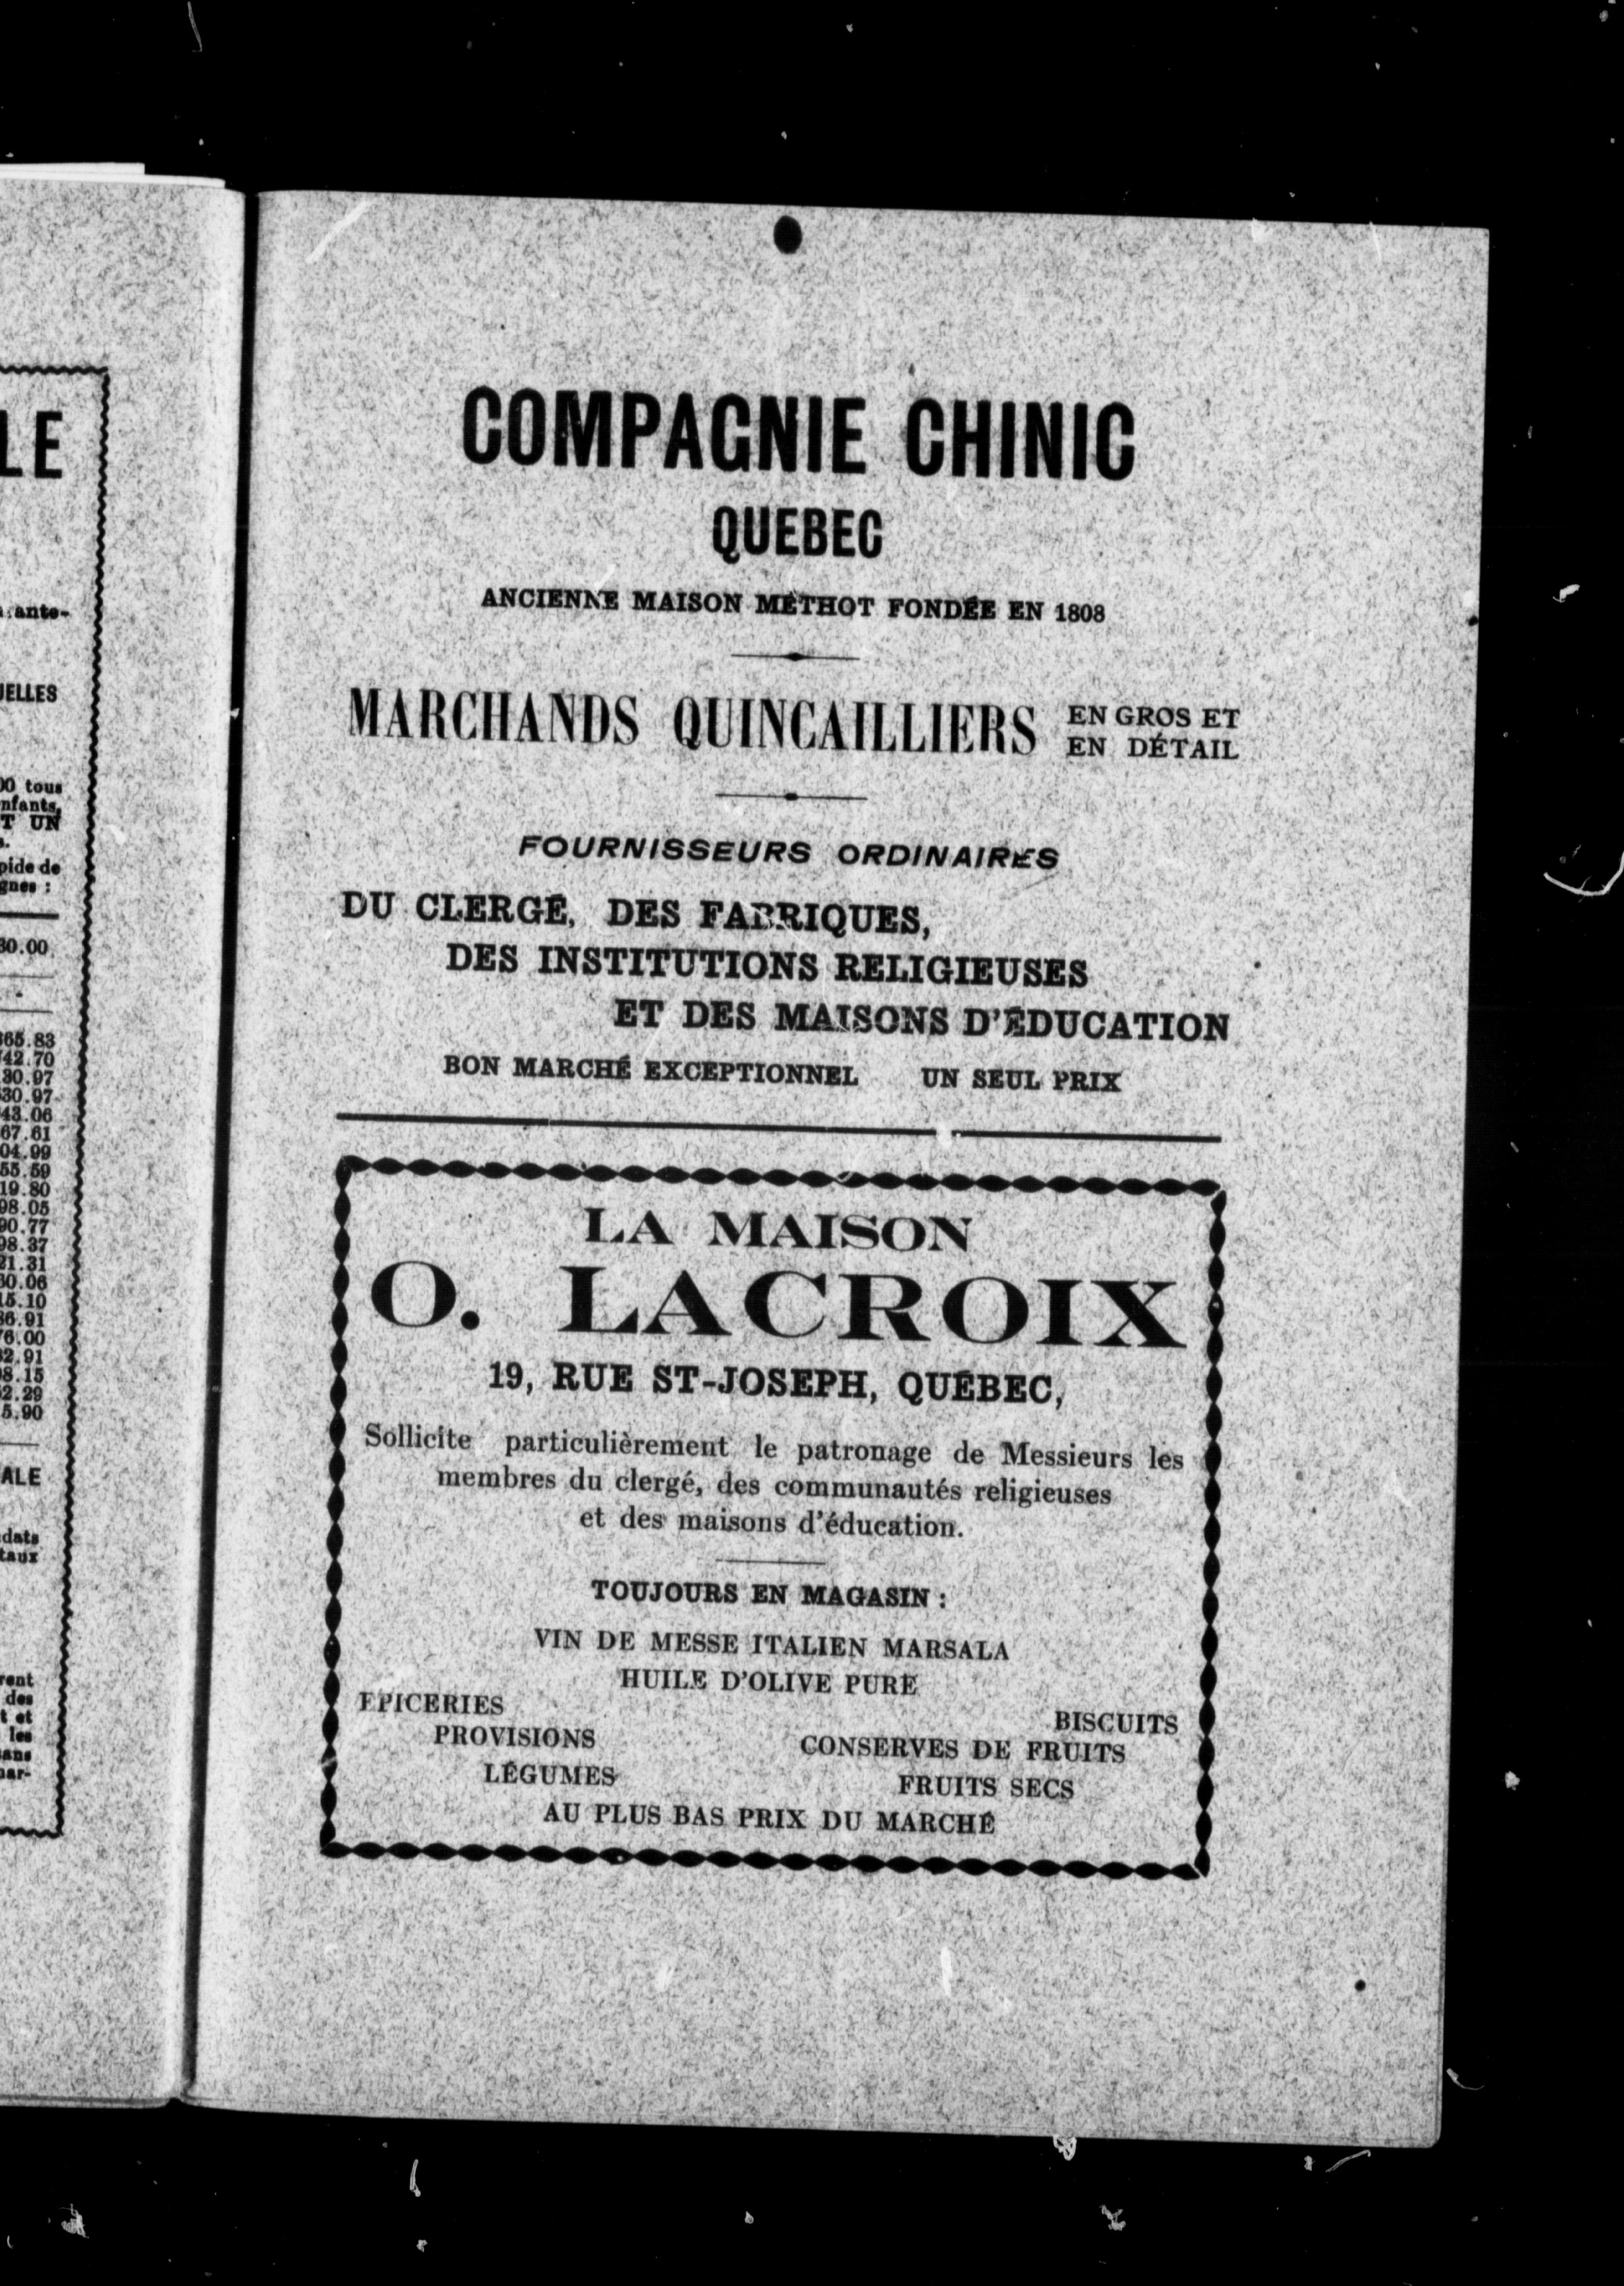 COMPAGNIE CHINIC
QUEBEC
ANCIENNE MAISON MÉTHOT FONDÉE EN 1808
MARCHANDS QUINCAILLIERS EN GROS ET
EN DÉTAIL
FOURNISSEURS ORDINAIRES
DU CLERGÉ, DES FABRIQUES,
DES INSTITUTIONS RELIGIEUSES
ET DES MAISONS D'ÉDUCATION
BON MARCHÉ EXCEPTIONNEL UN SEUL PRIX
LA MAISON
O. LACROIX
19, RUE ST-JOSEPH, QUÉBEC,
Sollicite particulièrement le patronage de Messieurs les
membres du clergé, des communautés religieuses
et des maisons d'éducation.
TOUJOURS EN MAGASIN :
VIN DE MESSE ITALIEN MARSALA
HUILE D'OLIVE PURE
EPICERIES BISCUITS
PROVISIONS CONSERVES DE FRUITS
LÉGUMES FRUITS SECS
AU PLUS BAS PRIX DU MARCHÉ